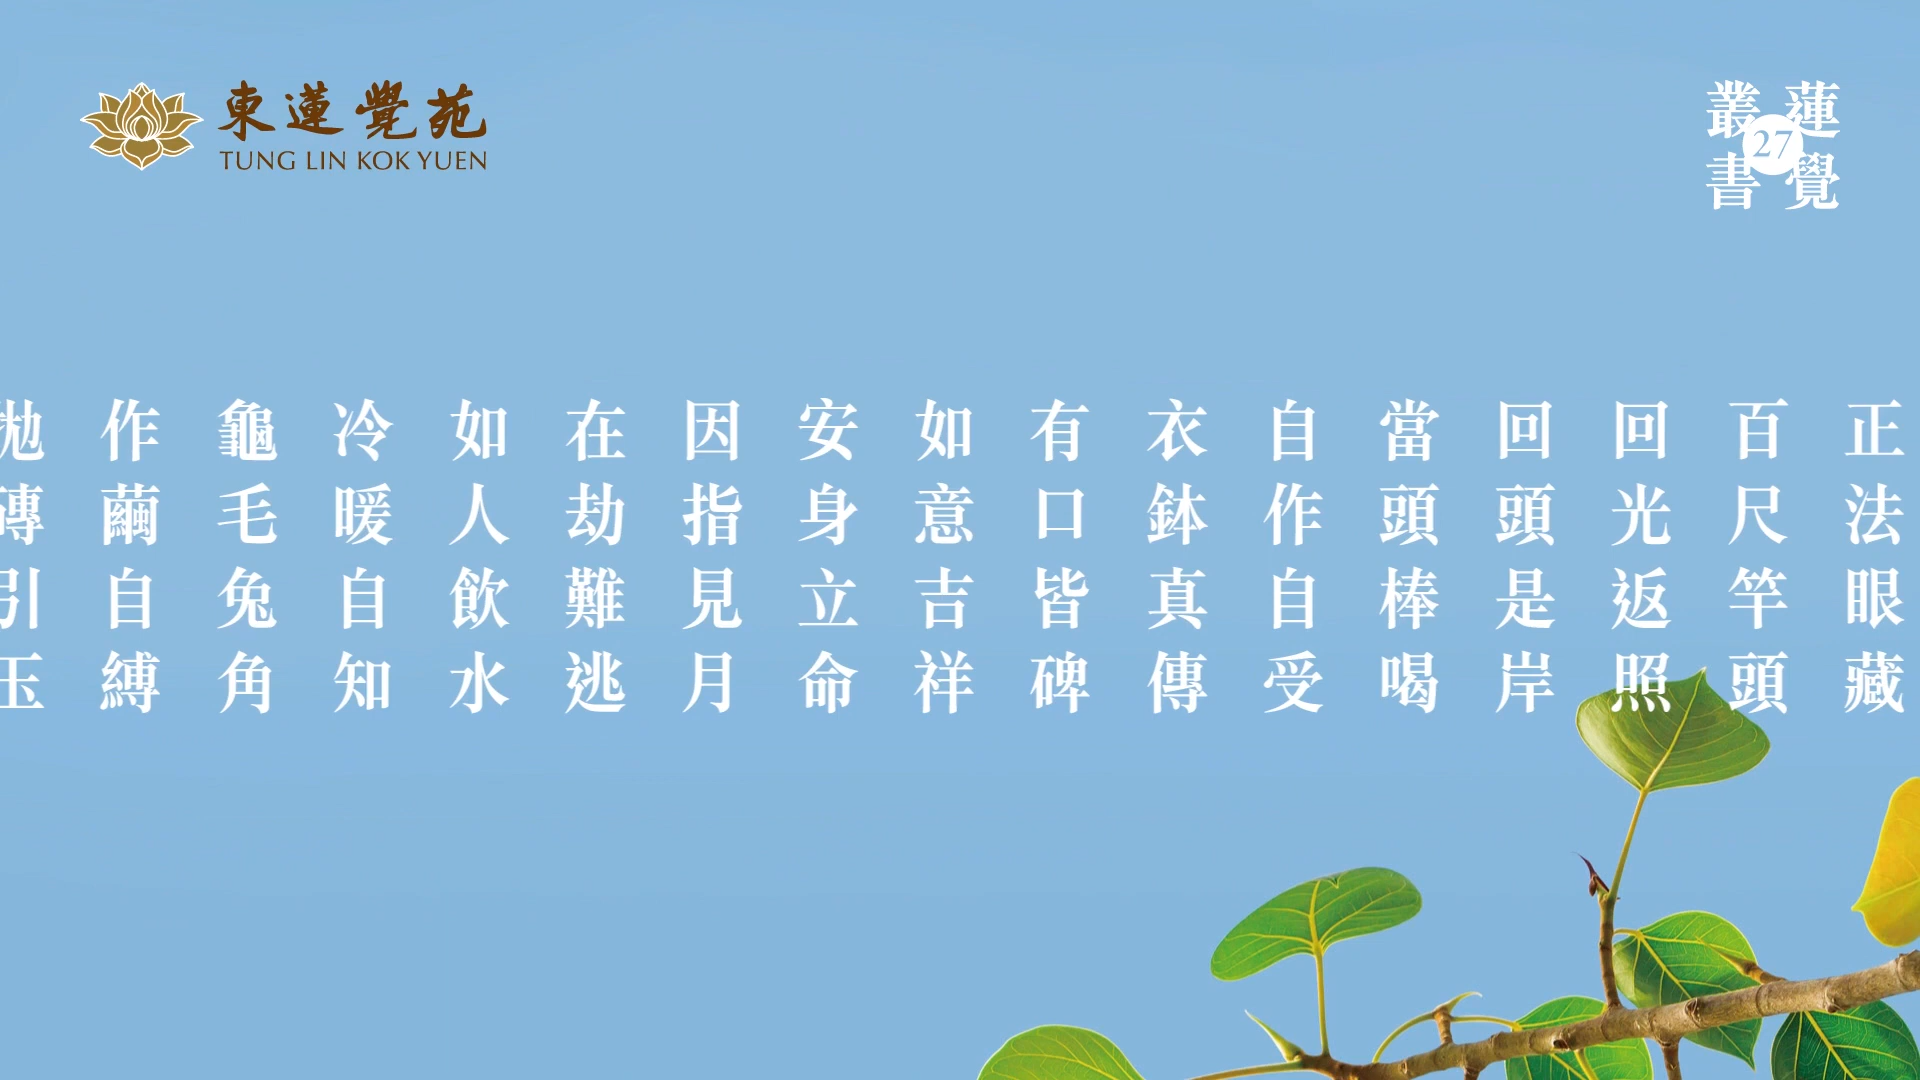 東蓮覺苑
TUNG LIN KOK YUEN
蓮覺
叢書
27
正法眼藏
百尺竿頭
回光返照
回頭是岸
當頭棒喝
自作自受
衣鉢真傳
有口皆碑
如意吉祥
安身立命
因指見月
在劫難逃
如人飲水
冷暖自知
龜毛兔角
作繭自縛
拋磚引玉